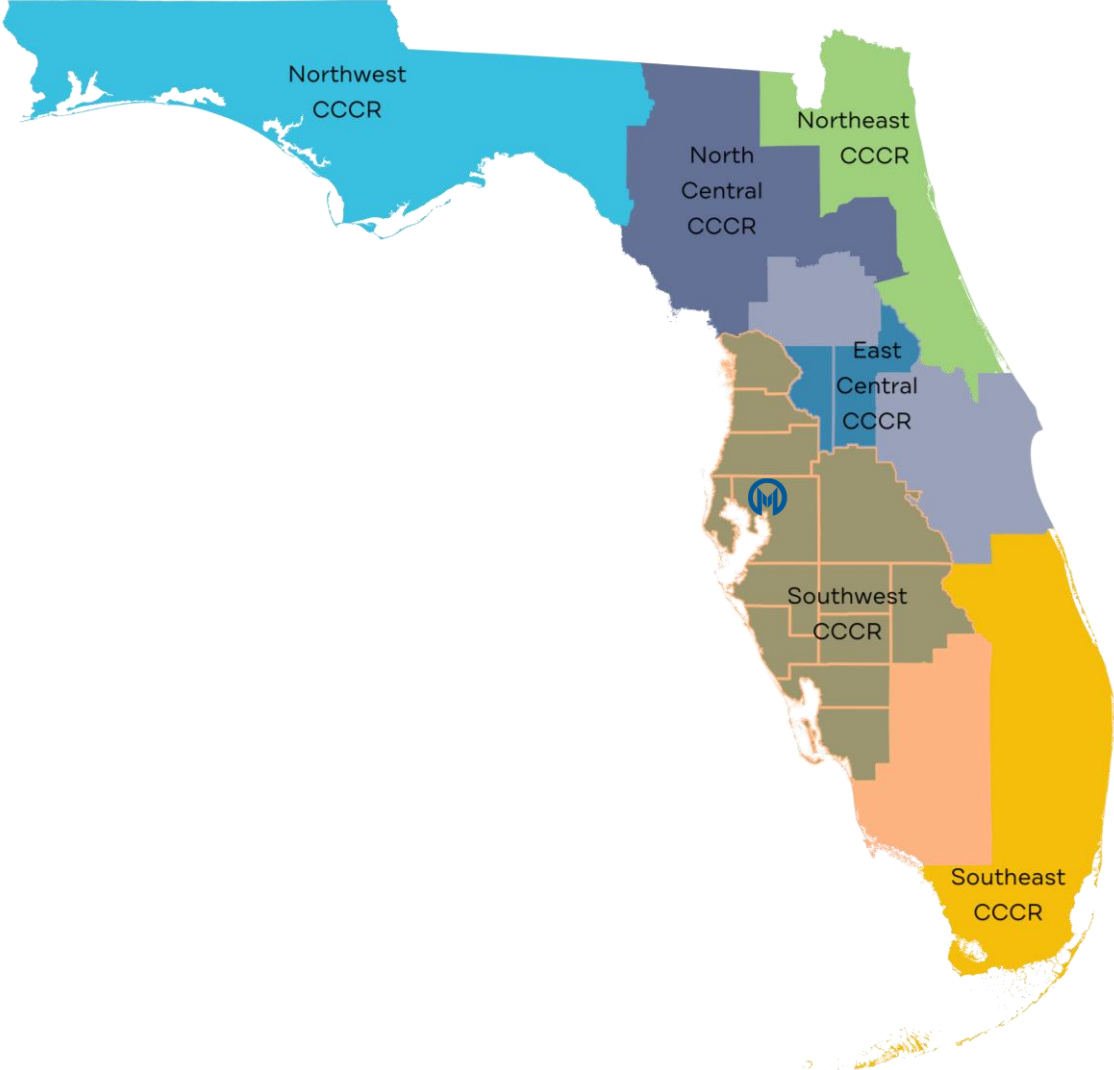 Northwest
CCCR
Northeast
CCCR
North
Central
CCCR
East
Central
CCCR
Southwest
CCCR
Southeast
CCCR